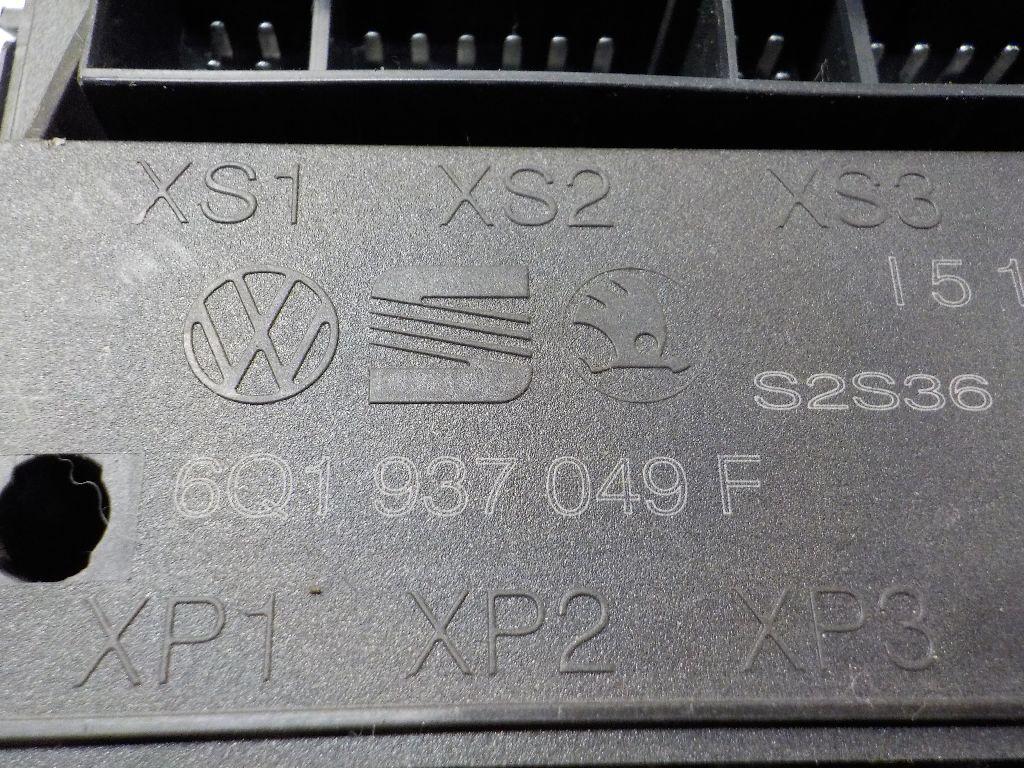 XS1 XS2 XS3
I 5 1
S2S36
6Q1 937 049 F
XP1 XP2 XP3